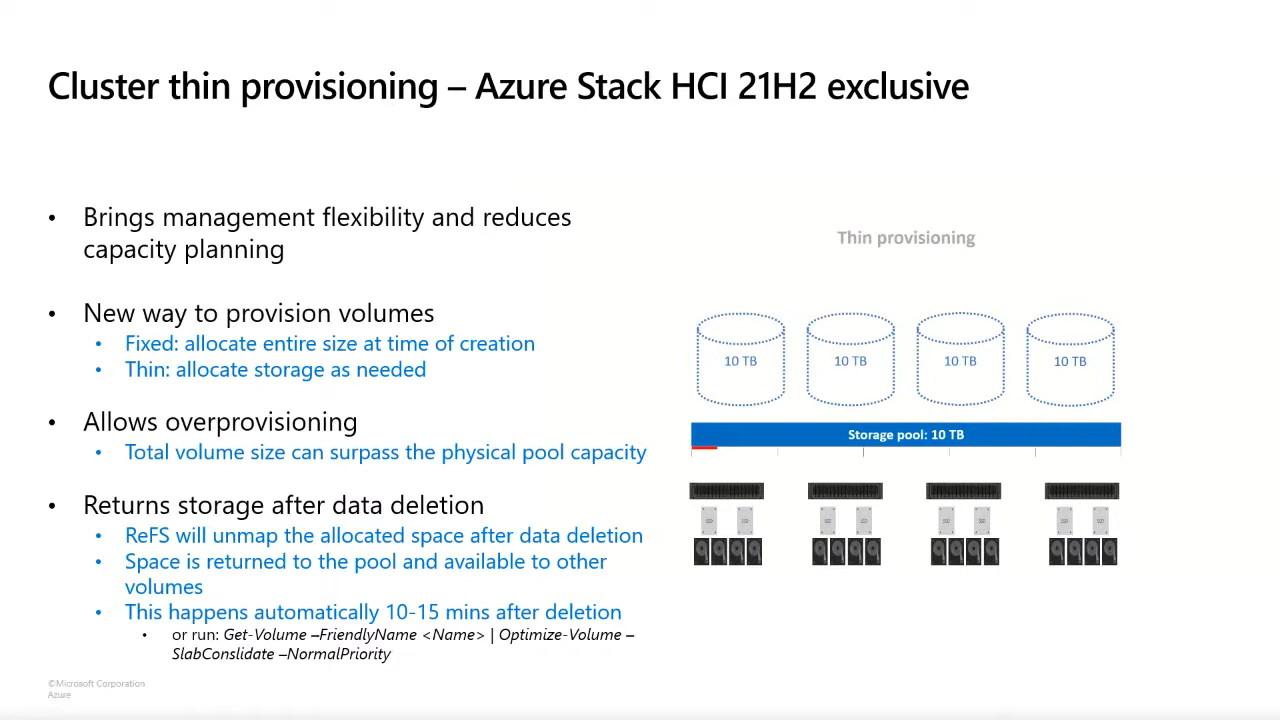 Cluster thin provisioning – Azure Stack HCI 21H2 exclusive
• Brings management flexibility and reduces
capacity planning
• New way to provision volumes
• Fixed: allocate entire size at time of creation
• Thin: allocate storage as needed
• Allows overprovisioning
• Total volume size can surpass the physical pool capacity
• Returns storage after data deletion
• ReFS will unmap the allocated space after data deletion
• Space is returned to the pool and available to other
volumes
• This happens automatically 10-15 mins after deletion
• or run: Get-Volume –FriendlyName <Name> | Optimize-Volume –
SlabConslidate –NormalPriority
Thin provisioning
10 TB 10 TB 10 TB 10 TB
Storage pool: 10 TB
©Microsoft Corporation
Azure